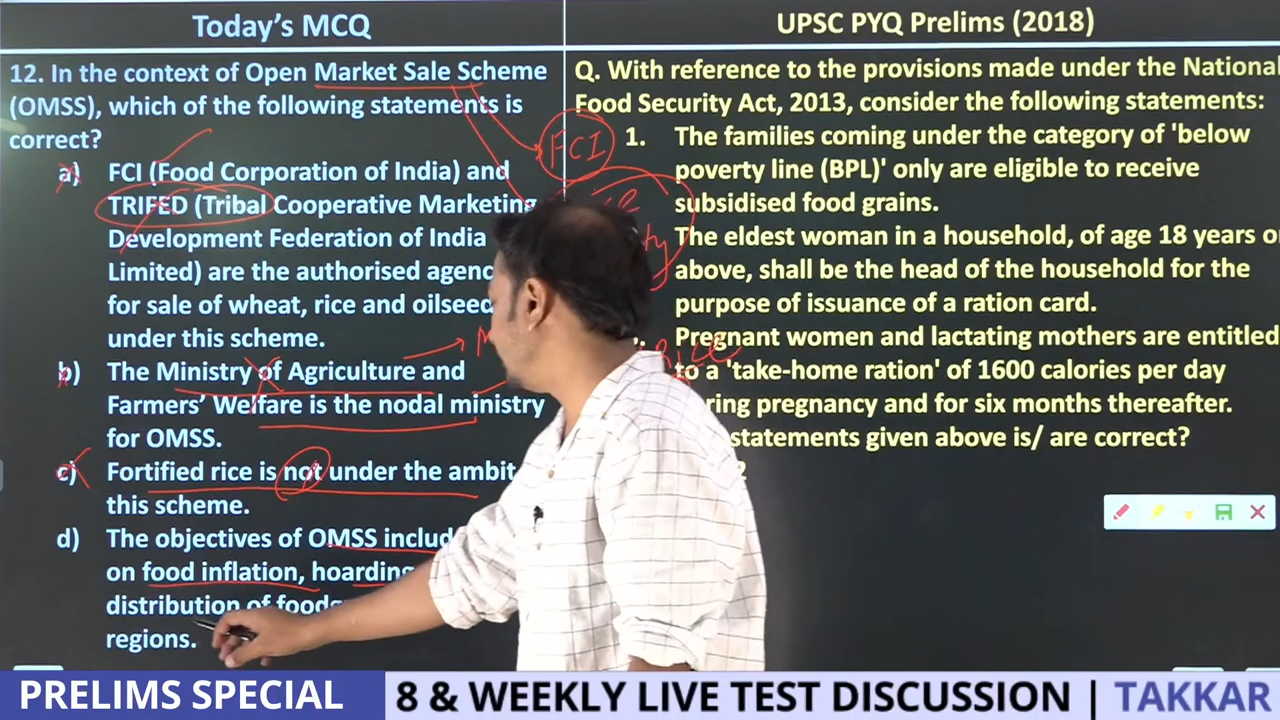 Today's MCQ
12. In the context of Open Market Sale Scheme
(OMSS), which of the following statements is
correct?
a) FCI (Food Corporation of India) and
TRIFED (Tribal Cooperative Marketing
Development Federation of India
Limited) are the authorised
for sale of wheat, rice and
under this scheme.
b) The Ministry of Agriculture and
Farmers' Welfare is the nodal ministry
for OMSS.
c) Fortified rice is not under the ambit
this scheme.
d) The objectives of OMSS
on food inflation, hoarding
distribution of
regions.
FCI
Rice
UPSC PYQ Prelims (2018)
Q. With reference to the provisions made under the National
Food Security Act, 2013, consider the following statements:
1. The families coming under the category of 'below
poverty line (BPL)' only are eligible to receive
subsidised food grains.
The eldest woman in a household, of age 18 years or
above, shall be the head of the household for the
purpose of issuance of a ration card.
Pregnant women and lactating mothers are entitled
to a 'take-home ration' of 1600 calories per day
pregnancy and for six months thereafter.
statements given above is/ are correct?
2
PRELIMS SPECIAL
8 & WEEKLY LIVE TEST DISCUSSION | TAKKAR